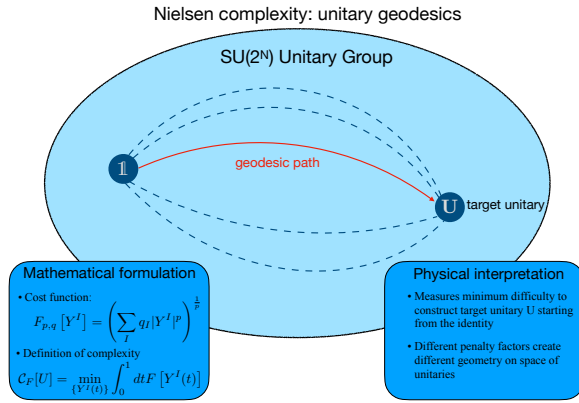 Nielsen complexity: unitary geodesics
SU(2ᴺ) Unitary Group
𝟙
geodesic path
U
target unitary
Mathematical formulation
• Cost function:
F_{p,q} [Y^I] = (∑_I q_I |Y^I|^p)^{1/p}
• Definition of complexity
𝒞_F[U] = min_{{Y^I(t)}} ∫_0^1 dt F [Y^I(t)]
Physical interpretation
• Measures minimum difficulty to
construct target unitary U starting
from the identity
• Different penalty factors create
different geometry on space of
unitaries